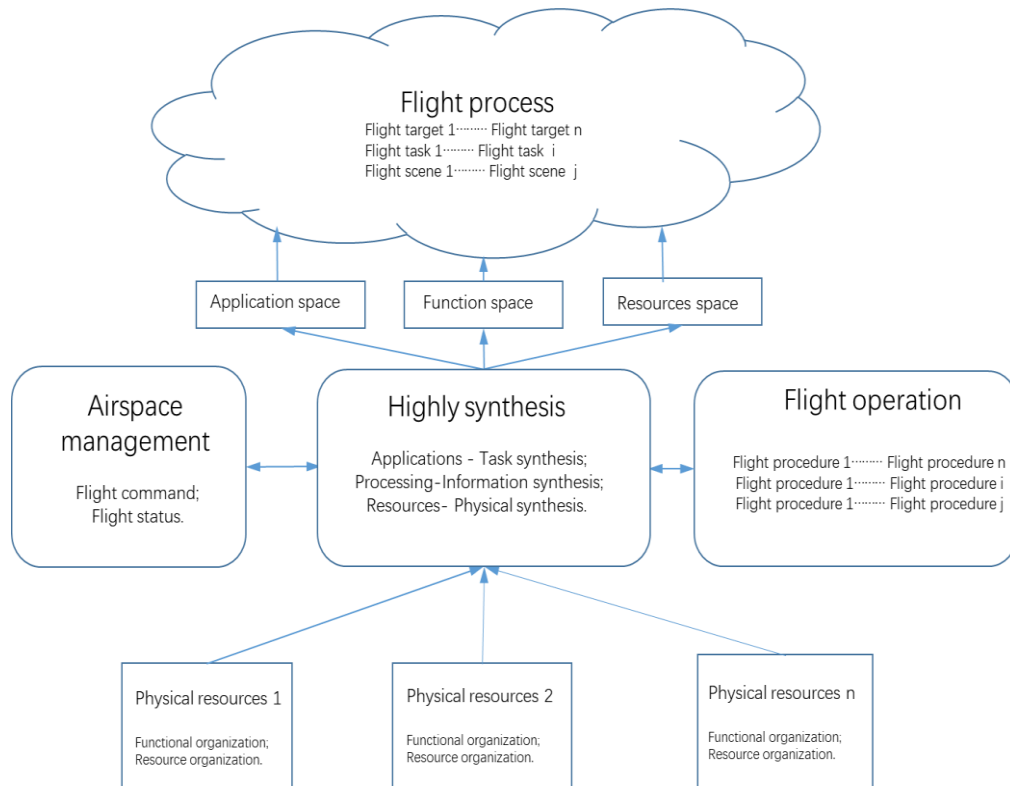 Flight process
Flight target 1········· Flight target n
Flight task 1········· Flight task i
Flight scene 1········· Flight scene j
Application space
Function space
Resources space
Airspace
management
Flight command;
Flight status.
Highly synthesis
Applications - Task synthesis;
Processing-Information synthesis;
Resources- Physical synthesis.
Flight operation
Flight procedure 1········· Flight procedure n
Flight procedure 1········· Flight procedure i
Flight procedure 1········· Flight procedure j
Physical resources 1
Functional organization;
Resource organization.
Physical resources 2
Functional organization;
Resource organization.
Physical resources n
Functional organization;
Resource organization.